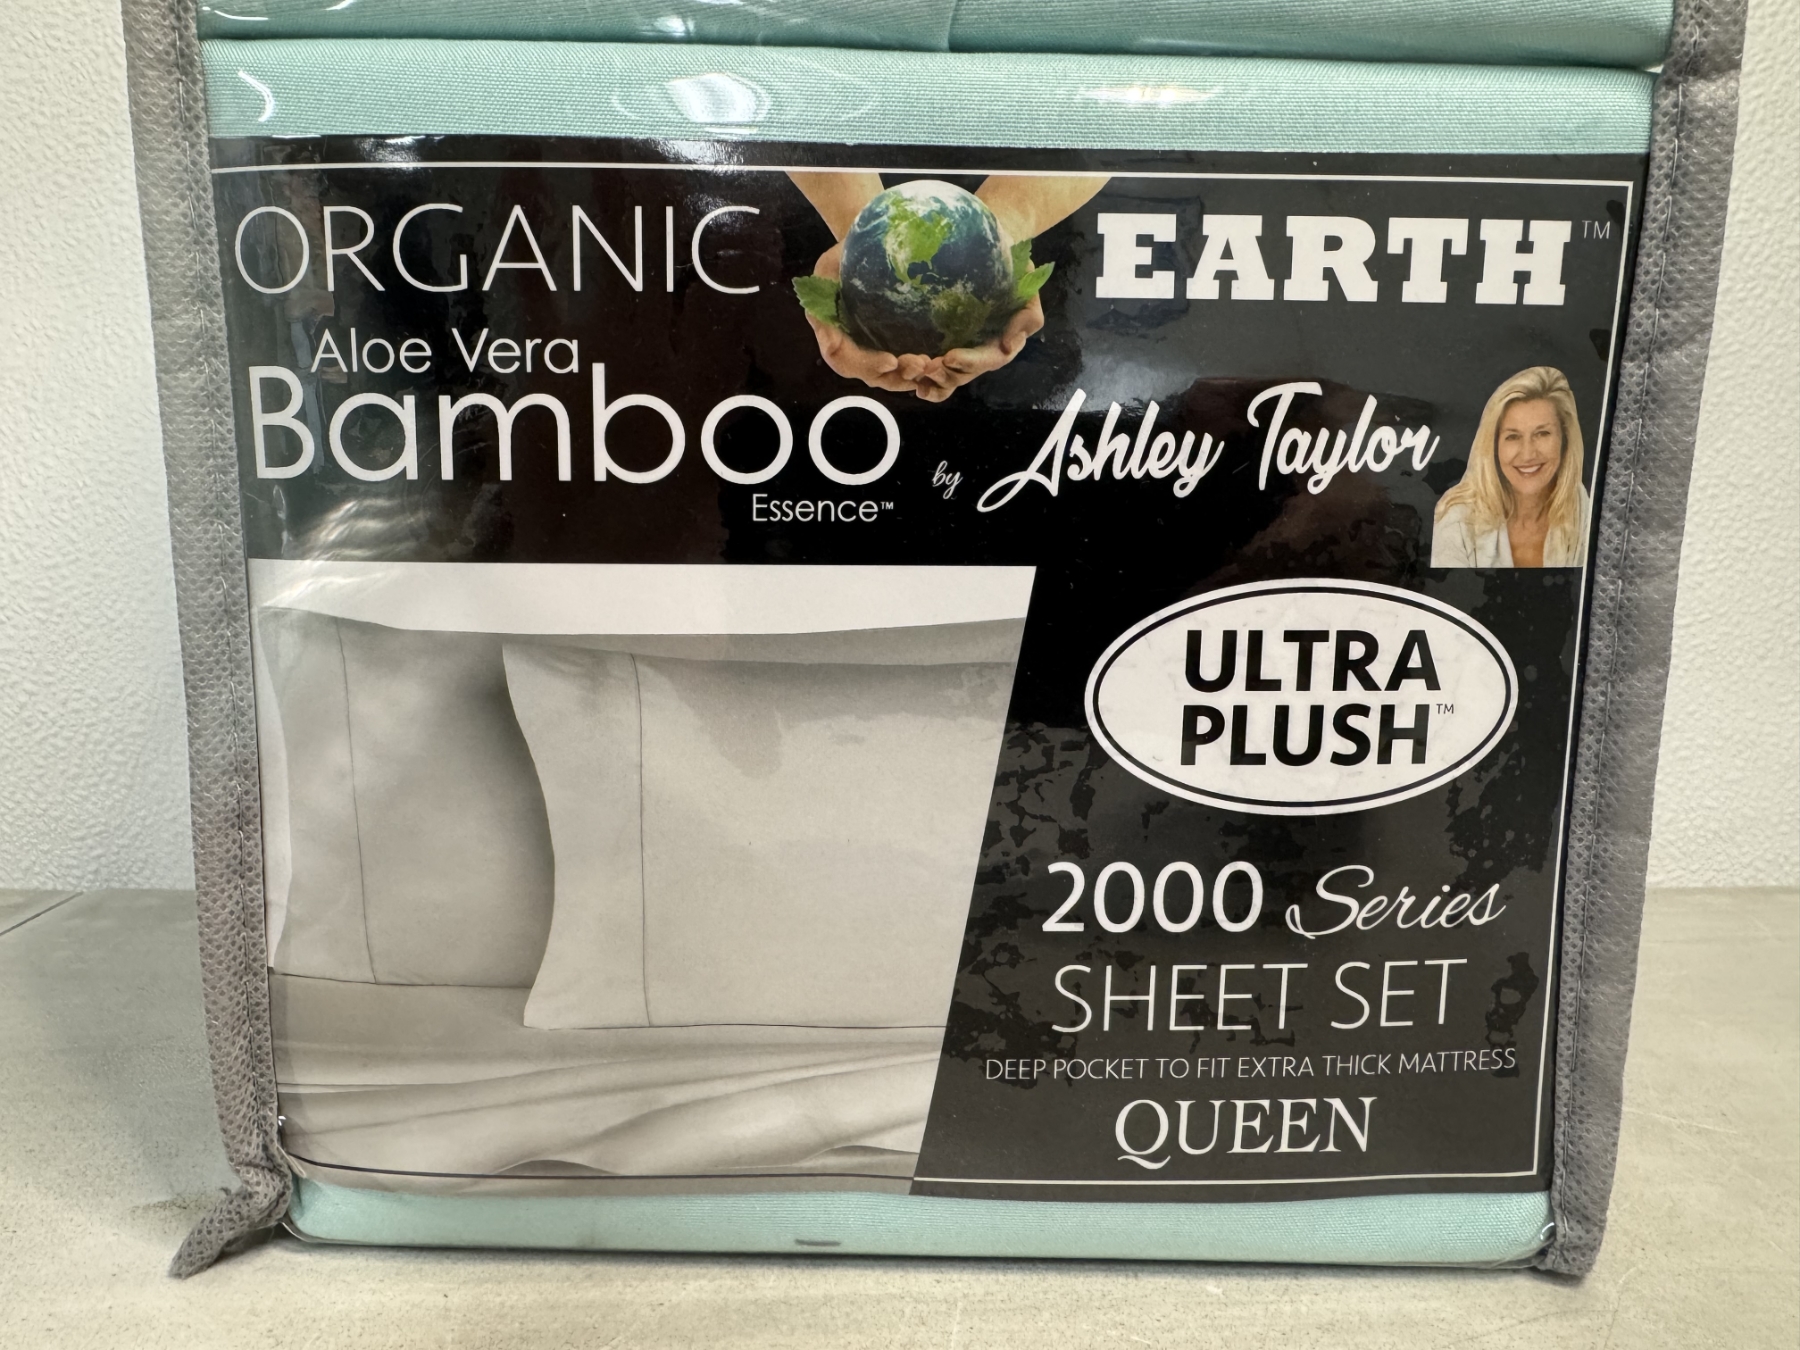 ORGANIC EARTH™
Aloe Vera
Bamboo
Essence™
by Ashley Taylor
ULTRA
PLUSH™
2000 Series
SHEET SET
DEEP POCKET TO FIT EXTRA THICK MATTRESS
QUEEN